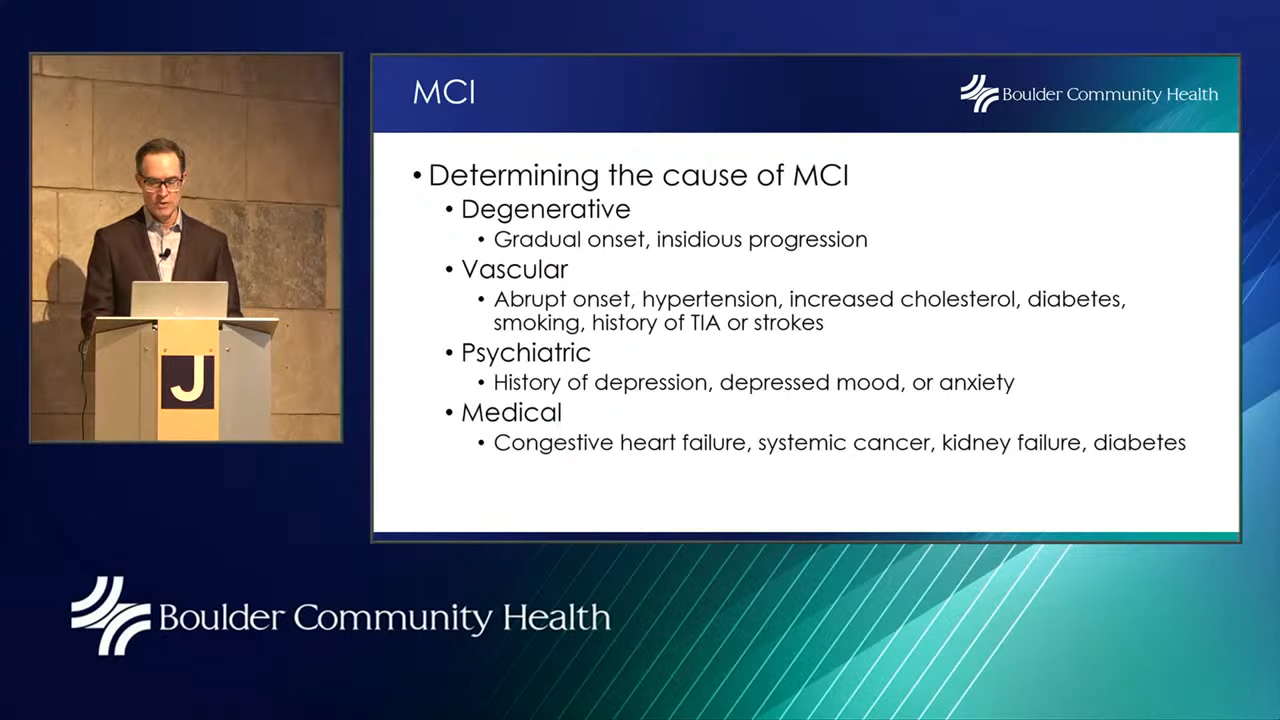 MCI
Boulder Community Health
• Determining the cause of MCI
• Degenerative
• Gradual onset, insidious progression
• Vascular
• Abrupt onset, hypertension, increased cholesterol, diabetes,
smoking, history of TIA or strokes
• Psychiatric
• History of depression, depressed mood, or anxiety
• Medical
• Congestive heart failure, systemic cancer, kidney failure, diabetes
J
Boulder Community Health